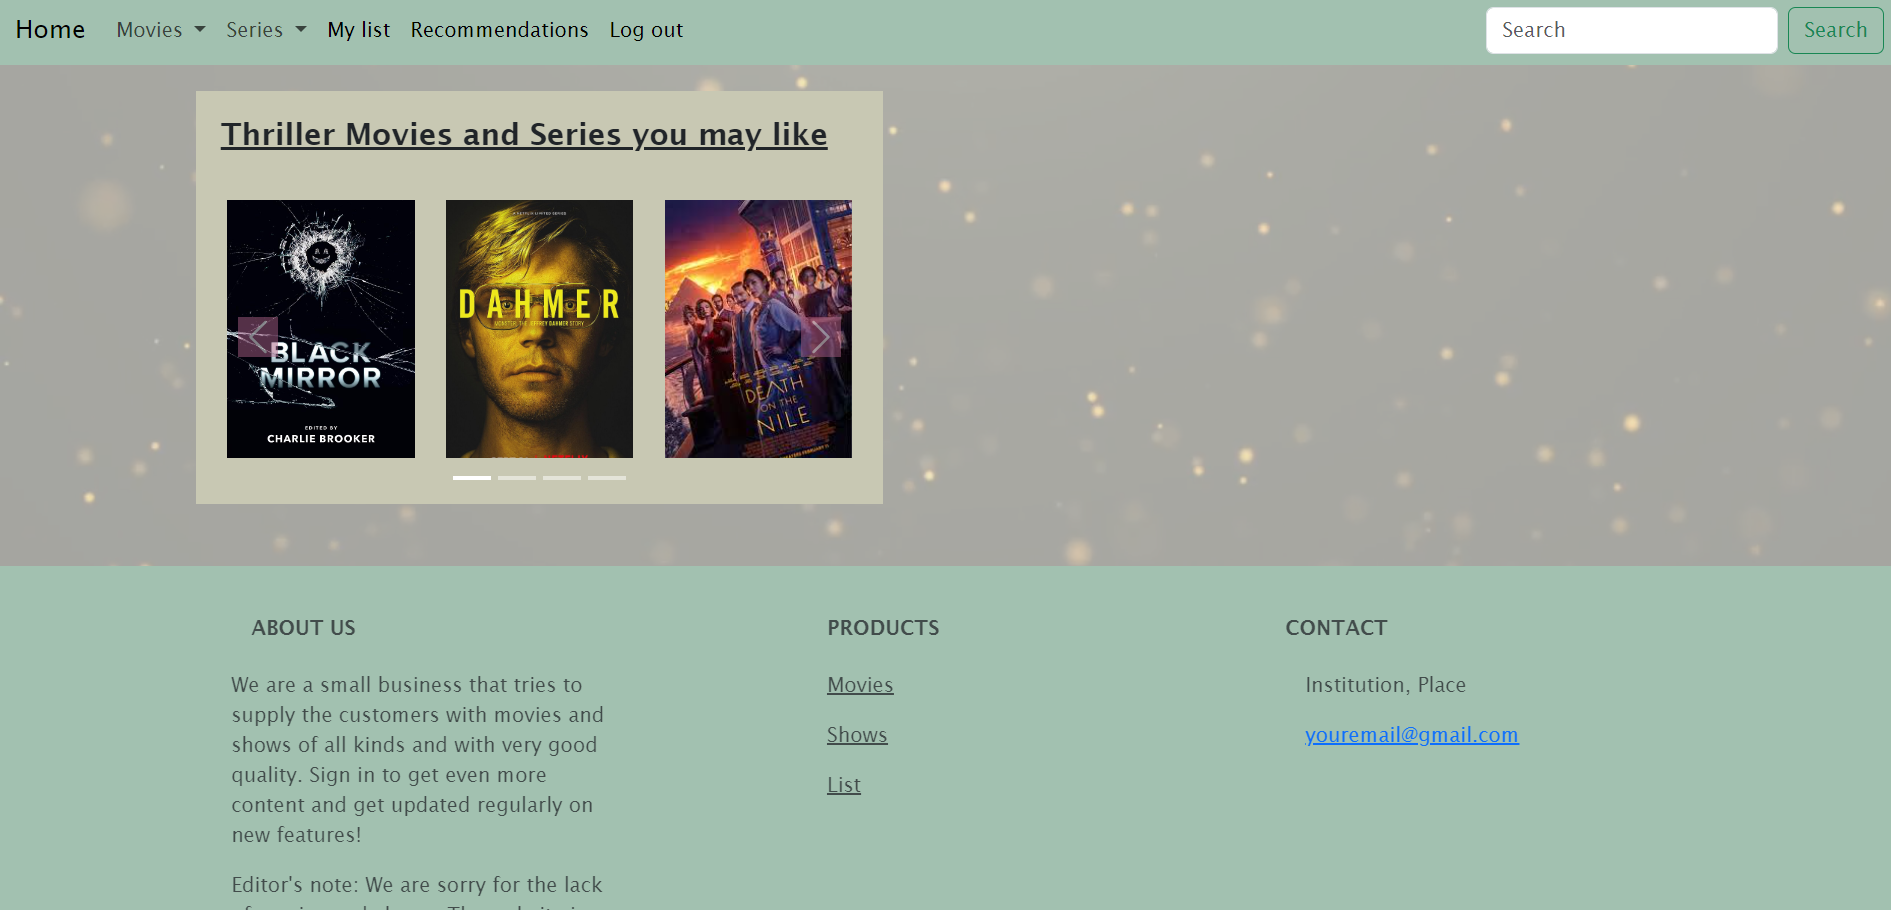 Home Movies Series My list Recommendations Log out Search Search
Thriller Movies and Series you may like
BLACK
MIRROR
EDITED BY
CHARLIE BROOKER
A NETFLIX LIMITED SERIES
DAHMER
MONSTER: THE JEFFREY DAHMER STORY
DEATH
ON THE
NILE
ABOUT US
We are a small business that tries to
supply the customers with movies and
shows of all kinds and with very good
quality. Sign in to get even more
content and get updated regularly on
new features!
Editor's note: We are sorry for the lack
PRODUCTS
Movies
Shows
List
CONTACT
Institution, Place
youremail@gmail.com